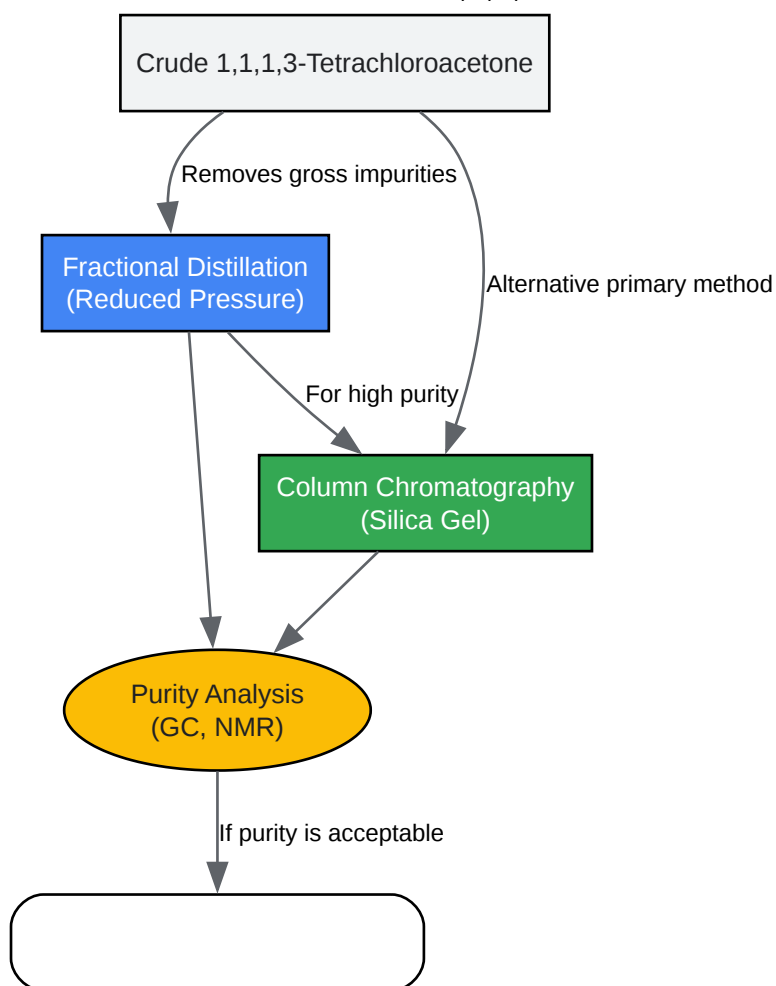 Crude 1,1,1,3-Tetrachloroacetone
Removes gross impurities
Fractional Distillation
(Reduced Pressure)
Alternative primary method
For high purity
Column Chromatography
(Silica Gel)
Purity Analysis
(GC, NMR)
If purity is acceptable